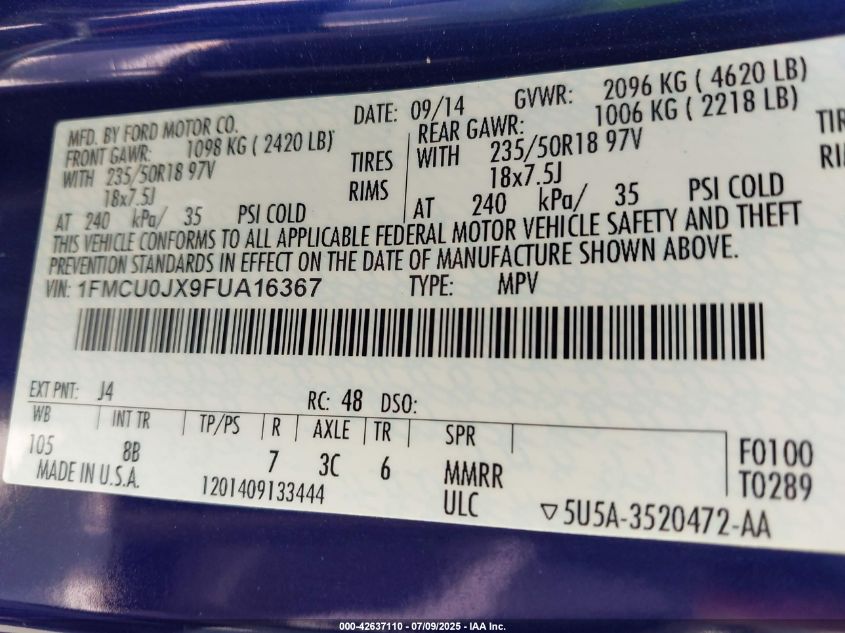 MFD. BY FORD MOTOR CO.
DATE: 09/14
GVWR: 2096 KG ( 4620 LB)
FRONT GAWR: 1098 KG ( 2420 LB)
REAR GAWR: 1006 KG ( 2218 LB)
WITH 235/50R18 97V TIRES
WITH 235/50R18 97V TIR
18x7.5J RIMS
18x7.5J RI
AT 240 kPa/ 35 PSI COLD
AT 240 kPa/ 35 PSI COLD
THIS VEHICLE CONFORMS TO ALL APPLICABLE FEDERAL MOTOR VEHICLE SAFETY AND THEFT
PREVENTION STANDARDS IN EFFECT ON THE DATE OF MANUFACTURE SHOWN ABOVE.
VIN: 1FMCU0JX9FUA16367 TYPE: MPV
EXT PNT: J4 RC: 48 DSO:
WB INT TR TP/PS R AXLE TR SPR
105 8B 7 3C 6 MMRR F0100
MADE IN U.S.A. 1201409133444 ULC T0289
▽5U5A-3520472-AA
000-42637110 - 07/09/2025 - IAA Inc.